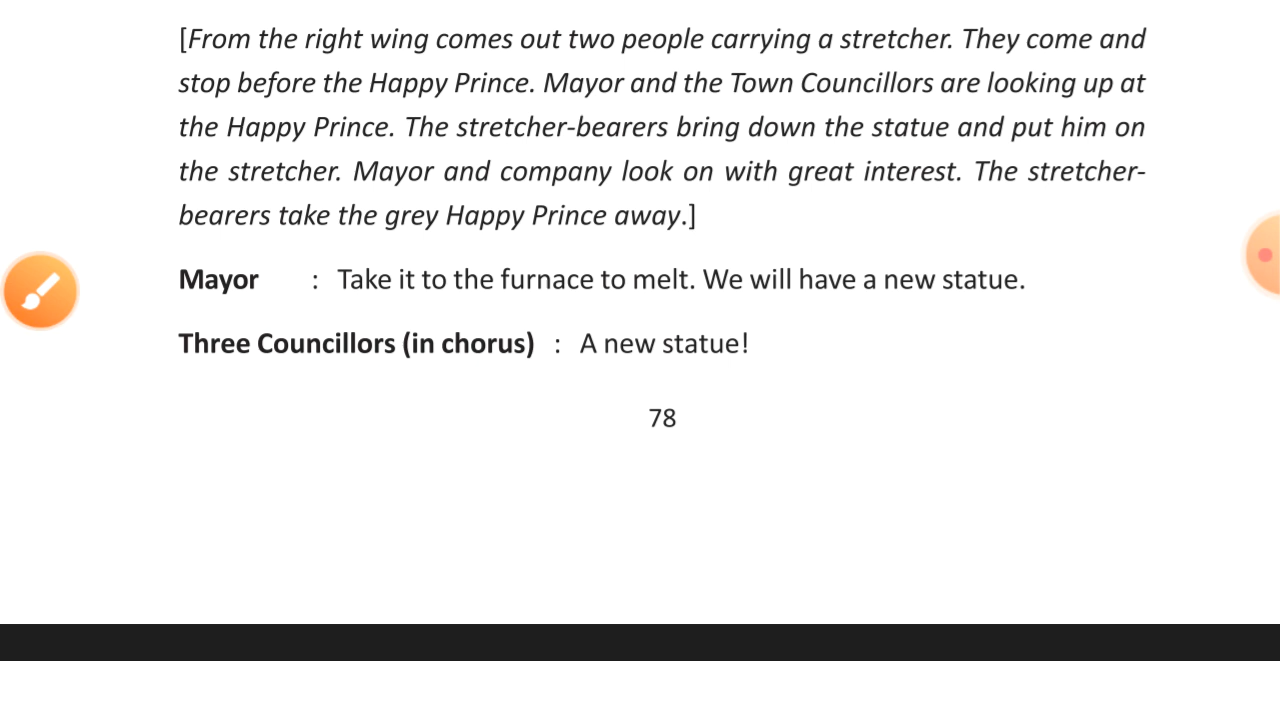 [From the right wing comes out two people carrying a stretcher. They come and
stop before the Happy Prince. Mayor and the Town Councillors are looking up at
the Happy Prince. The stretcher-bearers bring down the statue and put him on
the stretcher. Mayor and company look on with great interest. The stretcher-
bearers take the grey Happy Prince away.]
Mayor : Take it to the furnace to melt. We will have a new statue.
Three Councillors (in chorus) : A new statue!
78